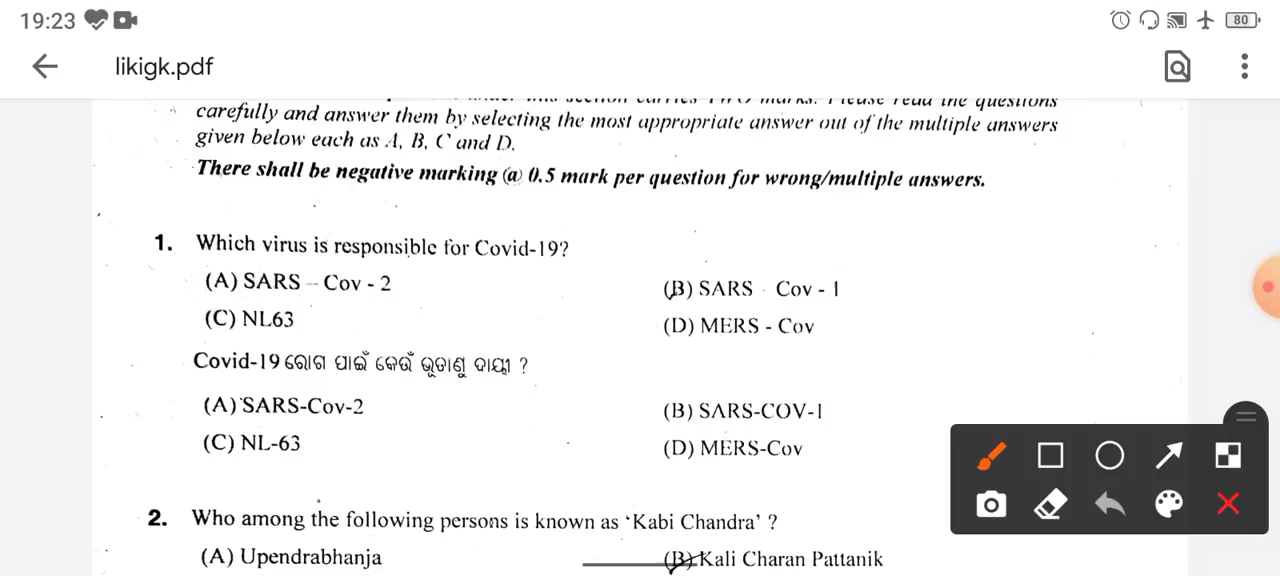 19:23
80
likigk.pdf
carefully and answer them by selecting the most appropriate answer out of the multiple answers
given below each as A, B, C and D.
There shall be negative marking @ 0.5 mark per question for wrong/multiple answers.
1. Which virus is responsible for Covid-19?
(A) SARS – Cov - 2
(B) SARS - Cov - 1
(C) NL63
(D) MERS - Cov
Covid-19 ରୋଗ ପାଇଁ କେଉଁ ଭୂତାଣୁ ଦାୟୀ ?
(A) SARS-Cov-2
(B) SARS-COV-1
(C) NL-63
(D) MERS-Cov
2. Who among the following persons is known as ‘Kabi Chandra’ ?
(A) Upendrabhanja
(B) Kali Charan Pattanik